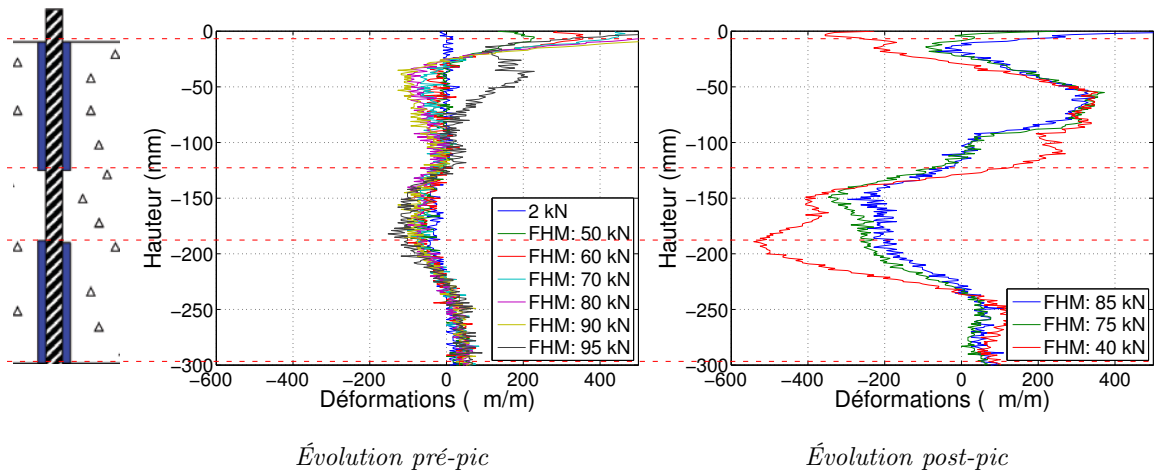 0
−50
−100
−150
−200
−250
−300
−600
−400
−200
0
200
400
Hauteur (mm)
Déformations ( m/m)
2 kN
FHM: 50 kN
FHM: 60 kN
FHM: 70 kN
FHM: 80 kN
FHM: 90 kN
FHM: 95 kN
Évolution pré-pic
0
−50
−100
−150
−200
−250
−300
−600
−400
−200
0
200
400
Hauteur (mm)
Déformations ( m/m)
FHM: 85 kN
FHM: 75 kN
FHM: 40 kN
Évolution post-pic